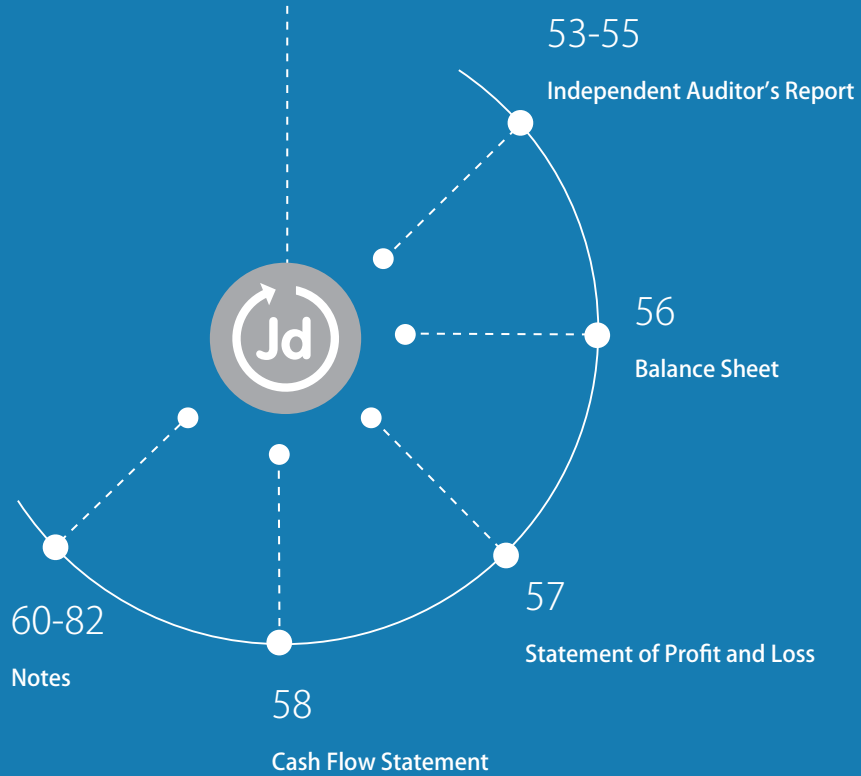 53-55
Independent Auditor’s Report
Jd
56
Balance Sheet
57
Statement of Profit and Loss
58
Cash Flow Statement
60-82
Notes